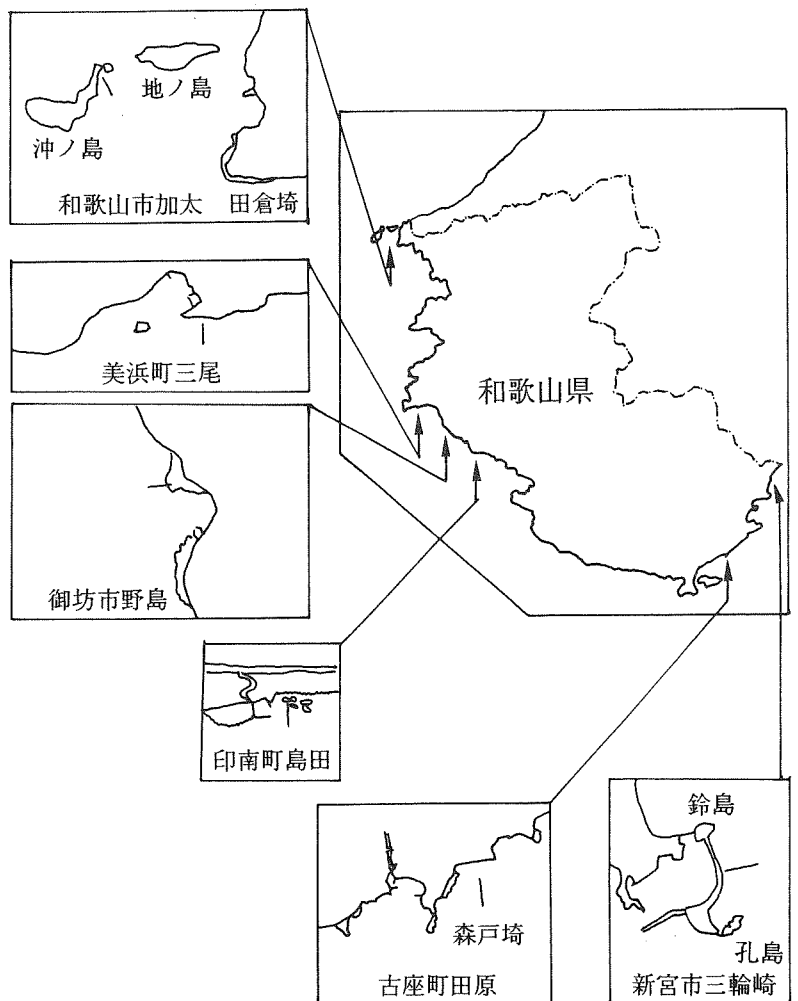 地ノ島
沖ノ島
和歌山市加太 田倉埼
美浜町三尾
和歌山県
御坊市野島
印南町島田
鈴島
森戸埼
孔島
古座町田原
新宮市三輪崎